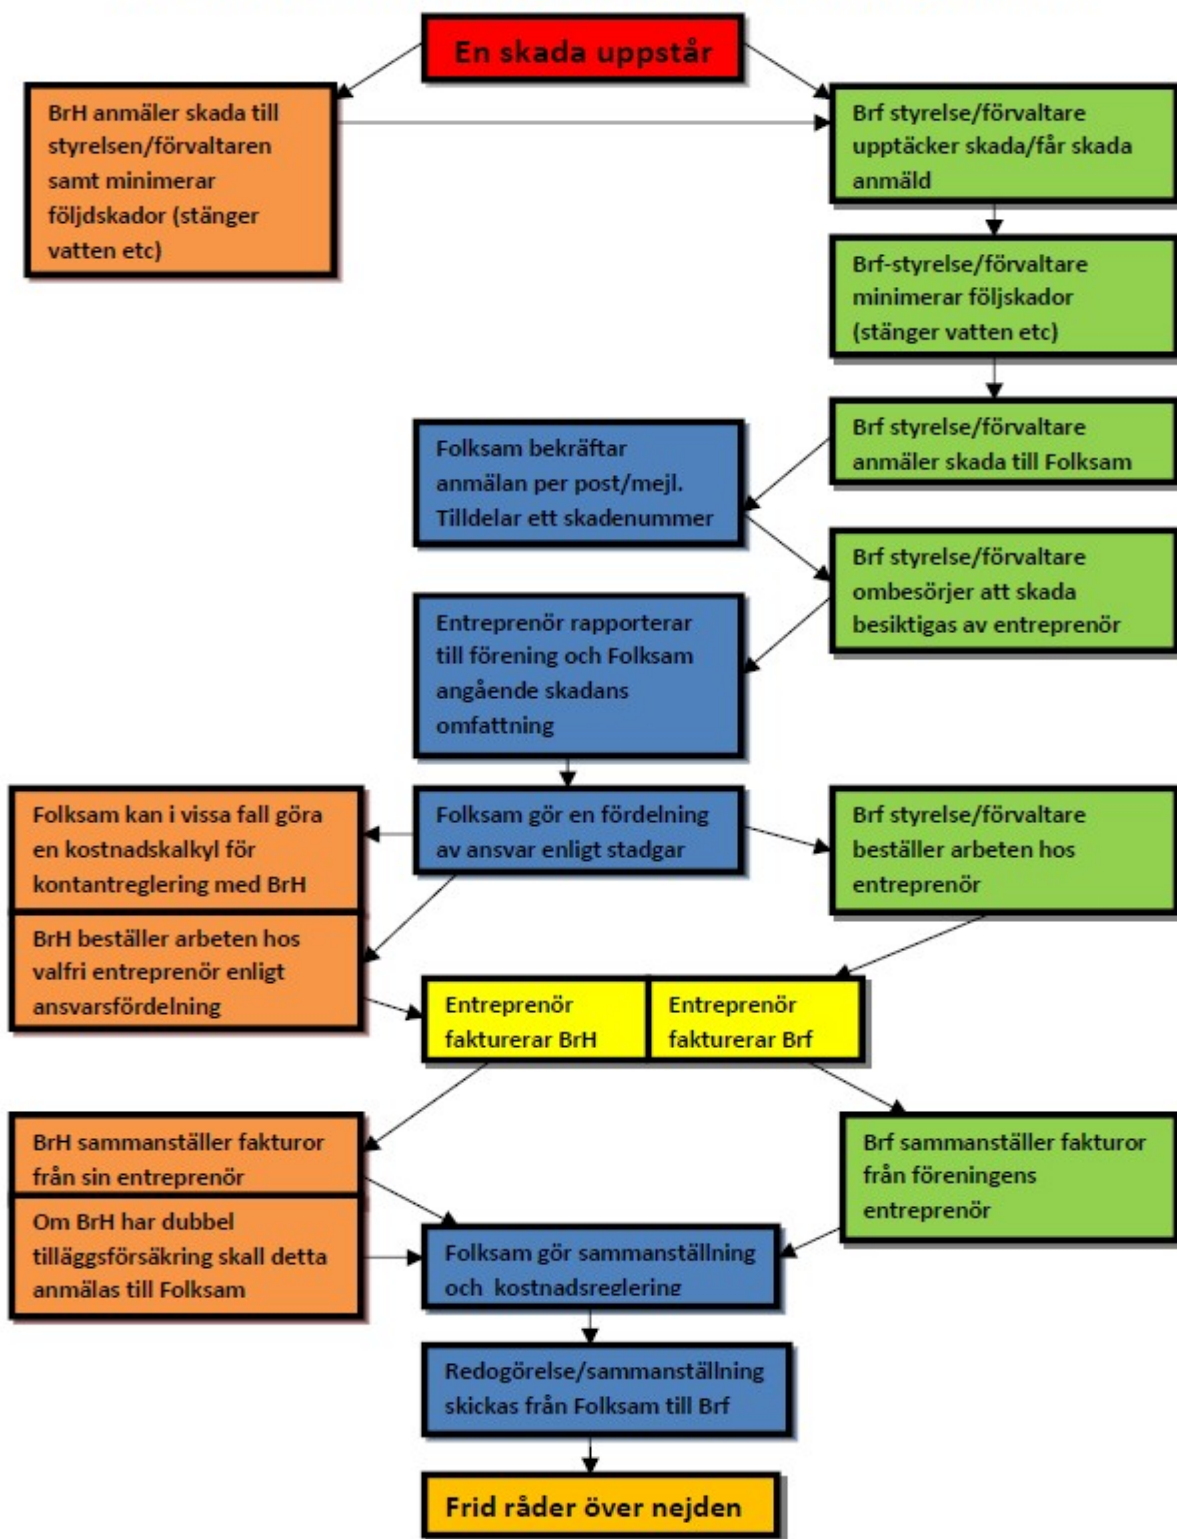 En skada uppstår
BrH anmäler skada till
styrelsen/förvaltaren
samt minimerar
följdskador (stänger
vatten etc)
Brf styrelse/förvaltare
upptäcker skada/får skada
anmäld
Brf-styrelse/förvaltare
minimerar följskador
(stänger vatten etc)
Brf styrelse/förvaltare
anmäler skada till Folksam
Folksam bekräftar
anmälan per post/mejl.
Tilldelar ett skadenummer
Brf styrelse/förvaltare
ombesörjer att skada
besiktigas av entreprenör
Entreprenör rapporterar
till förening och Folksam
angående skadans
omfattning
Folksam gör en fördelning
av ansvar enligt stadgar
Folksam kan i vissa fall göra
en kostnadskalkyl för
kontantreglering med BrH
Brf styrelse/förvaltare
beställer arbeten hos
entreprenör
BrH beställer arbeten hos
valfri entreprenör enligt
ansvarsfördelning
Entreprenör
fakturerar BrH
Entreprenör
fakturerar Brf
BrH sammanställer fakturor
från sin entreprenör
Brf sammanställer fakturor
från föreningens
entreprenör
Om BrH har dubbel
tilläggsförsäkring skall detta
anmälas till Folksam
Folksam gör sammanställning
och kostnadsreglering
Redogörelse/sammanställning
skickas från Folksam till Brf
Frid råder över nejden